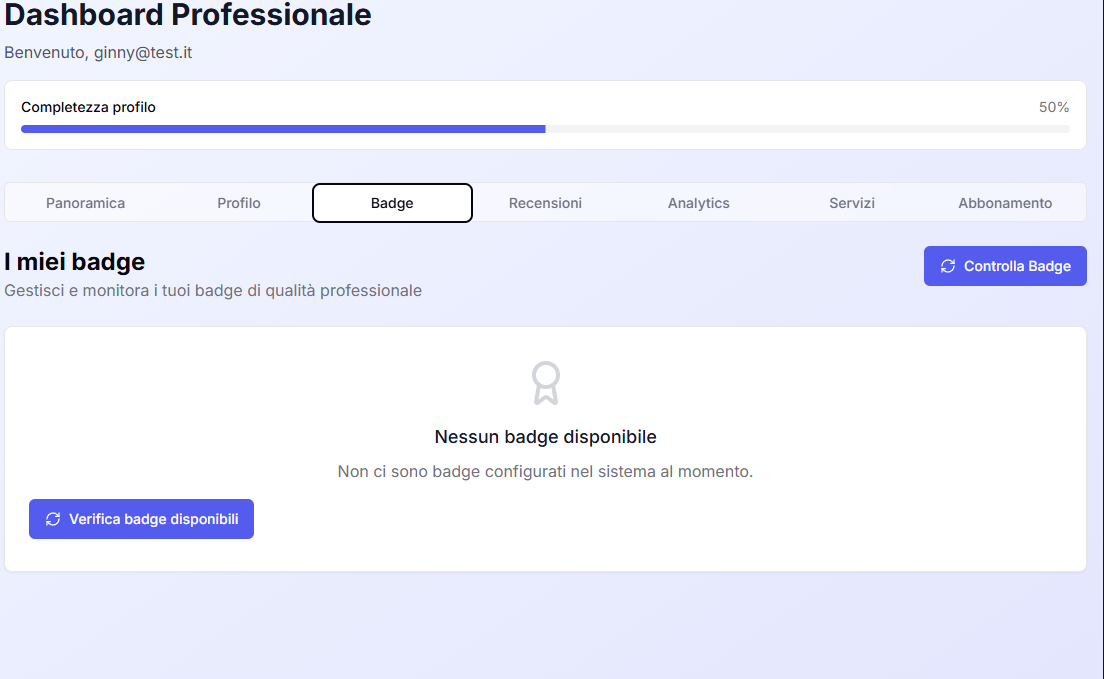 Dashboard Professionale
Benvenuto, ginny@test.it
Completezza profilo 50%
Panoramica Profilo Badge Recensioni Analytics Servizi Abbonamento
I miei badge
Controlla Badge
Gestisci e monitora i tuoi badge di qualità professionale
Nessun badge disponibile
Non ci sono badge configurati nel sistema al momento.
Verifica badge disponibili